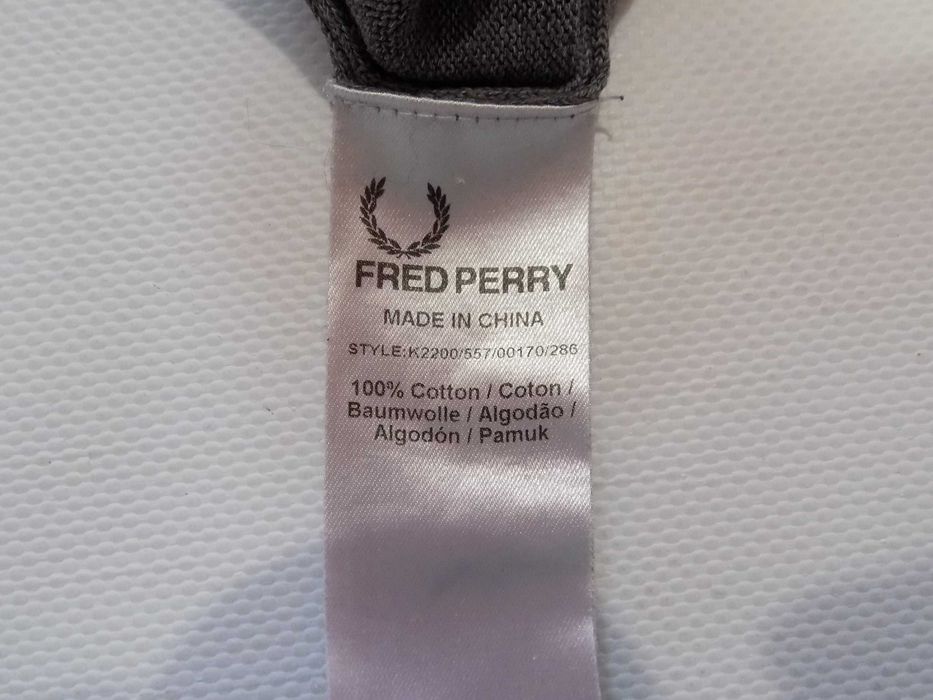 FRED PERRY
MADE IN CHINA
STYLE:K2200/557/00170/286
100% Cotton / Coton /
Baumwolle / Algodão /
Algodón / Pamuk